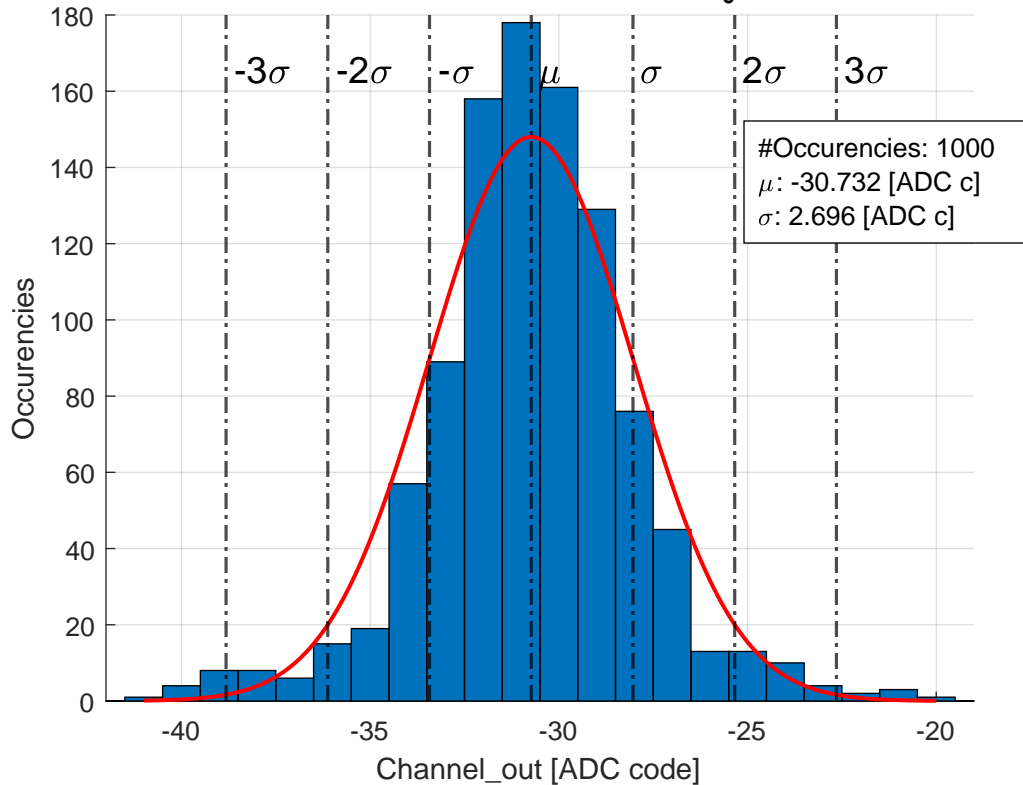 180
160
140
120
100
80
60
40
20
0
Occurencies
-3σ -2σ -σ μ σ 2σ 3σ
#Occurencies: 1000
μ: -30.732 [ADC c]
σ: 2.696 [ADC c]
-40 -35 -30 -25 -20
Channel_out [ADC code]